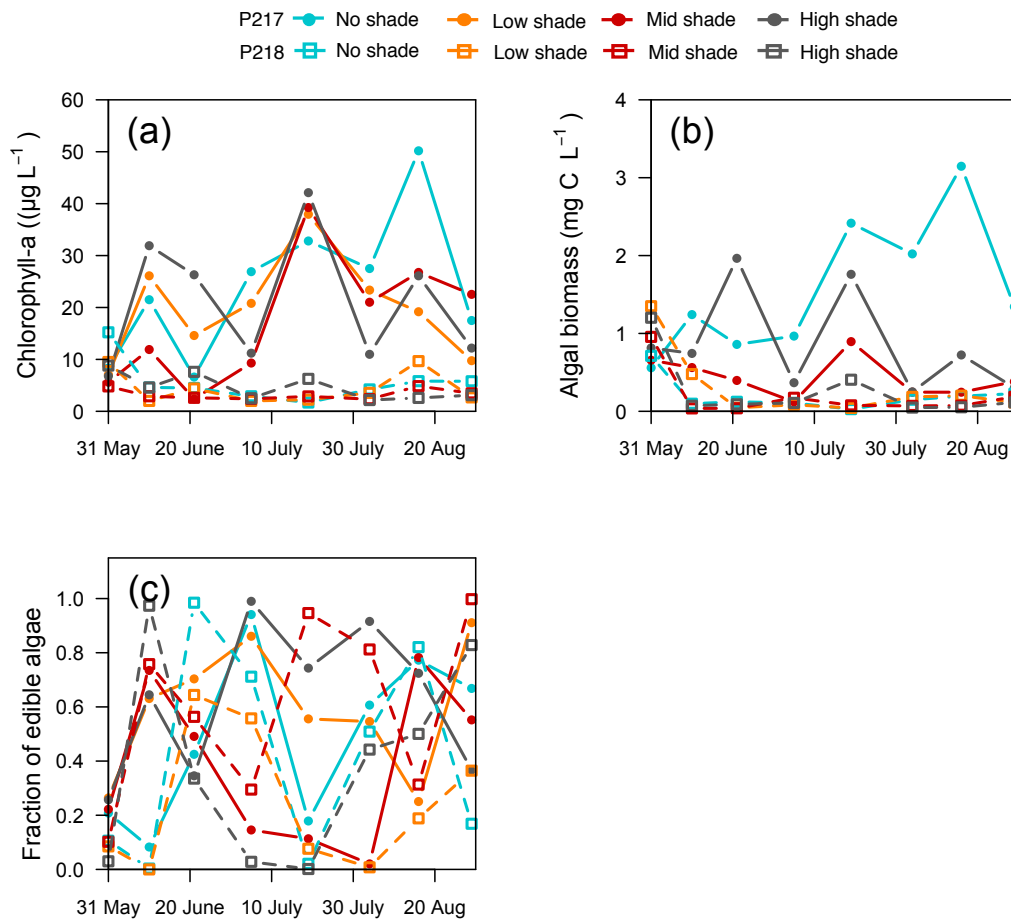 P217 No shade Low shade Mid shade High shade
P218 No shade Low shade Mid shade High shade
(a)
Chlorophyll-a ((µg L⁻¹ )
60
50
40
30
20
10
0
31 May 20 June 10 July 30 July 20 Aug
(b)
Algal biomass (mg C L⁻¹ )
4
3
2
1
0
31 May 20 June 10 July 30 July 20 Aug
(c)
Fraction of edible algae
1.0
0.8
0.6
0.4
0.2
0.0
31 May 20 June 10 July 30 July 20 Aug